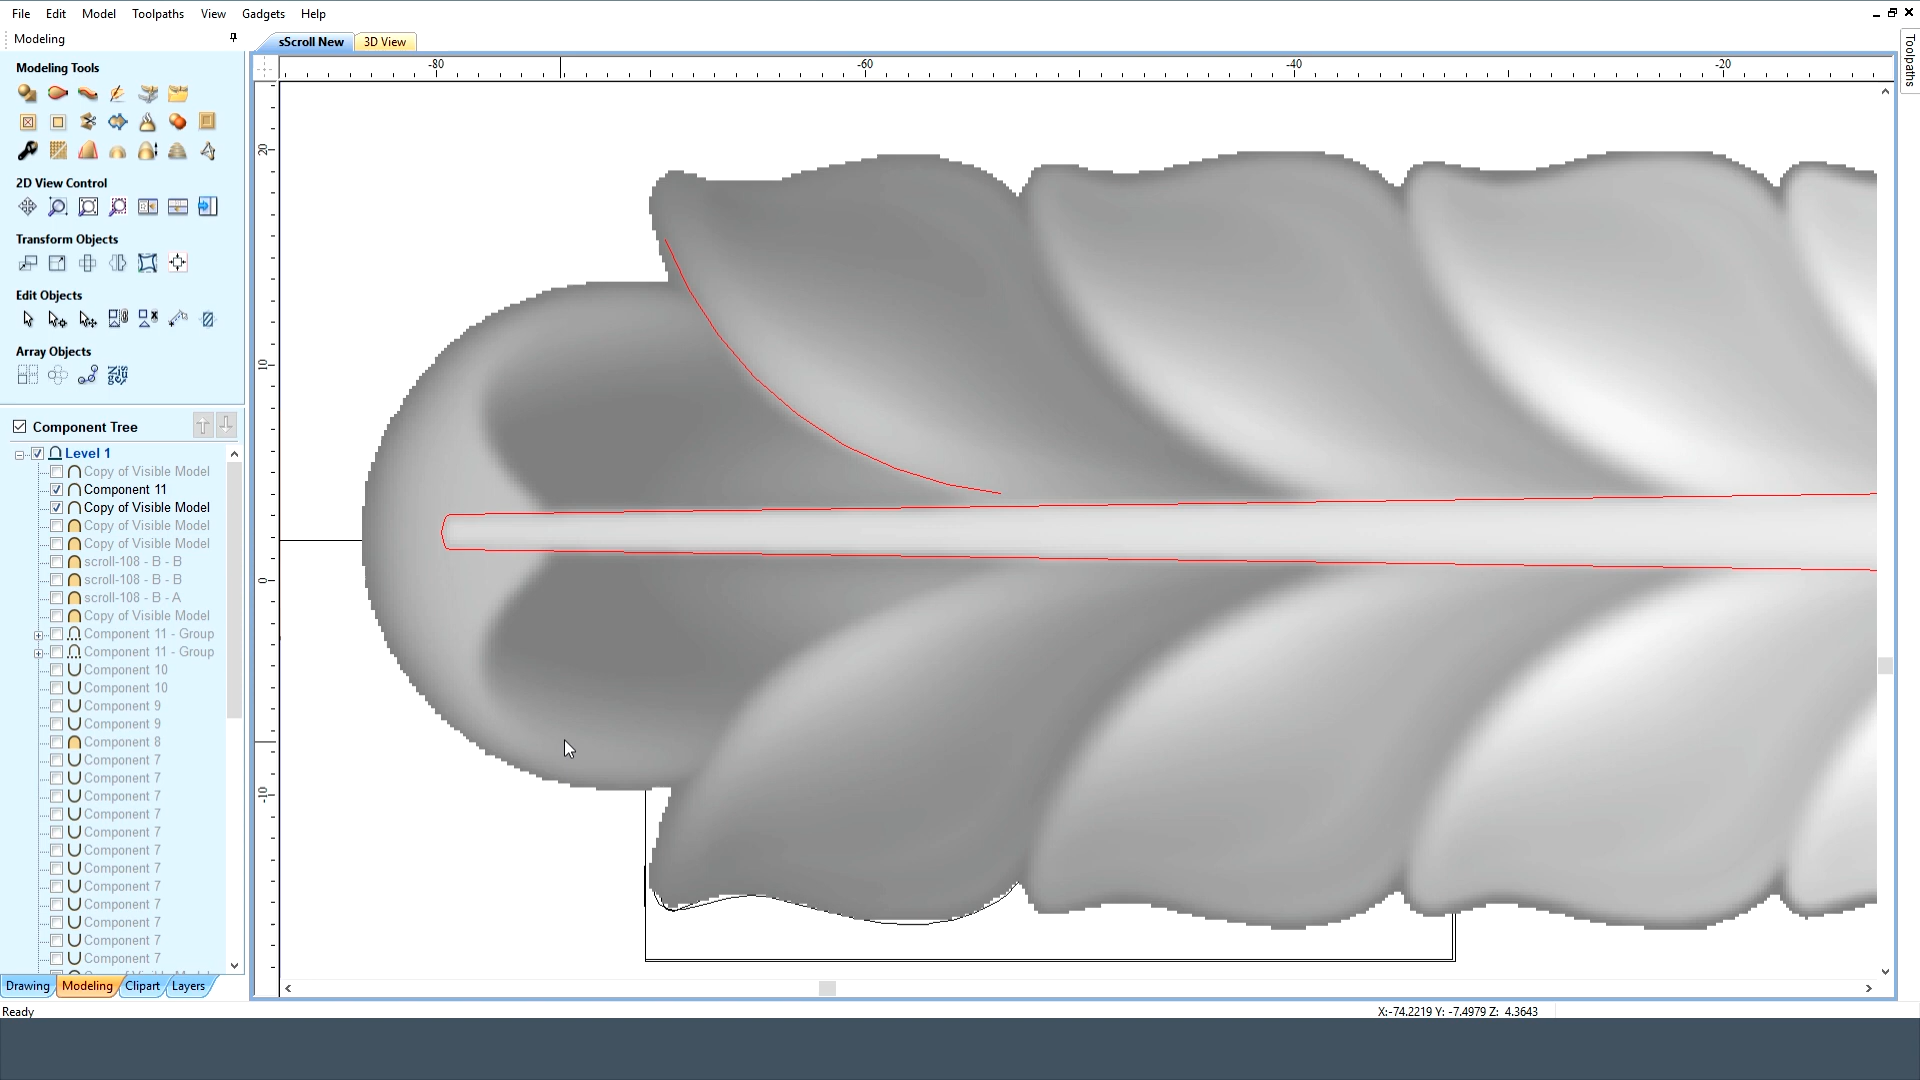 File Edit Model Toolpaths View Gadgets Help
Modeling
sScroll New 3D View
Toolpaths
Modeling Tools
2D View Control
Transform Objects
Edit Objects
Array Objects
Component Tree
Level 1
Copy of Visible Model
Component 11
Copy of Visible Model
Copy of Visible Model
Copy of Visible Model
scroll-108 - B - B
scroll-108 - B - B
scroll-108 - B - A
Copy of Visible Model
Component 11 - Group
Component 11 - Group
Component 10
Component 10
Component 9
Component 9
Component 8
Component 7
Component 7
Component 7
Component 7
Component 7
Component 7
Component 7
Component 7
Component 7
Component 7
Component 7
Component 7
Drawing Modeling Clipart Layers
-80 -60 -40 -20
20
10
0
-10
Ready
X:-74.2219 Y: -7.4979 Z: 4.3643